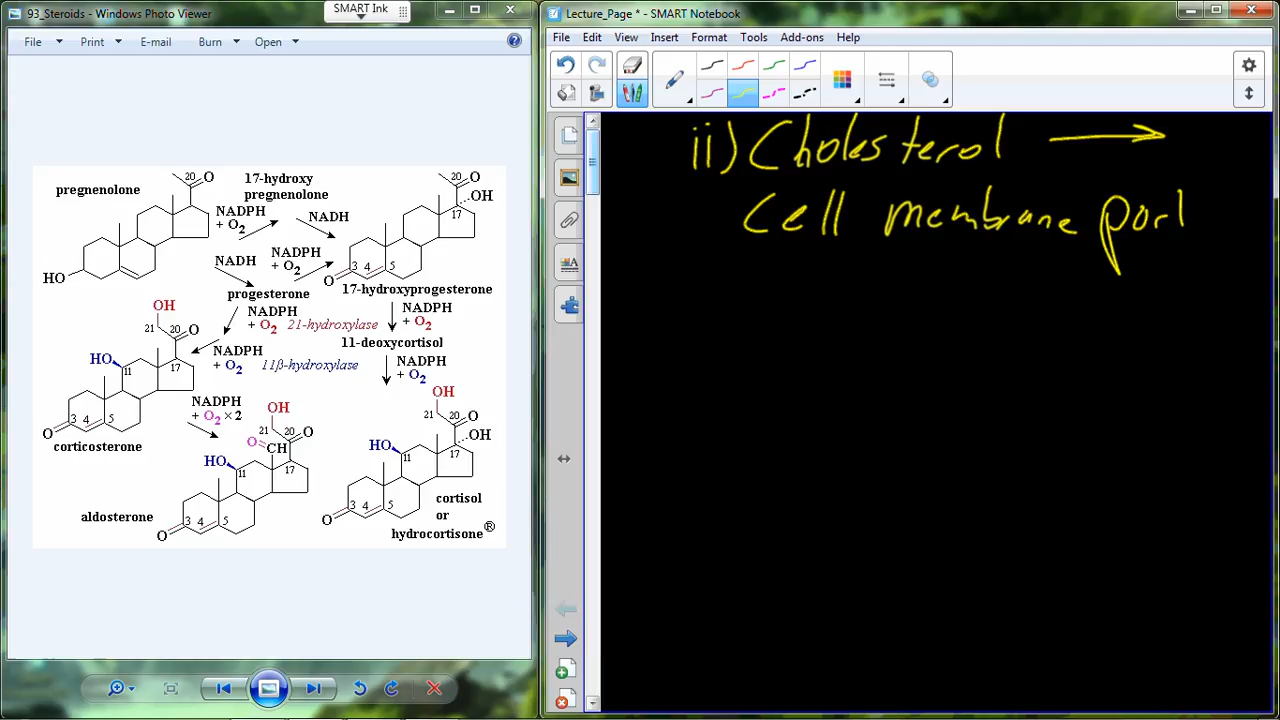 93_Steroids - Windows Photo Viewer
SMART Ink
File Print E-mail Burn Open
pregnenolone
17-hydroxy
pregnenolone
20 O
NADPH
+ O2
NADH
20 O
OH
17
HO
NADH
NADPH
+ O2
O 3 4 5
17-hydroxyprogesterone
progesterone
OH
21 20 O
NADPH
+ O2 21-hydroxylase
NADPH
+ O2
11-deoxycortisol
HO 11 17
NADPH
+ O2 11β-hydroxylase
NADPH
+ O2
O 3 4 5
corticosterone
NADPH
+ O2 × 2
OH
21 20 O
O CH
HO 11 17
O 3 4 5
aldosterone
OH
21 20 O
OH
HO 11 17
O 3 4 5
cortisol
or
hydrocortisone®
Lecture_Page * - SMART Notebook
File Edit View Insert Format Tools Add-ons Help
ii) Cholesterol →
Cell membrane